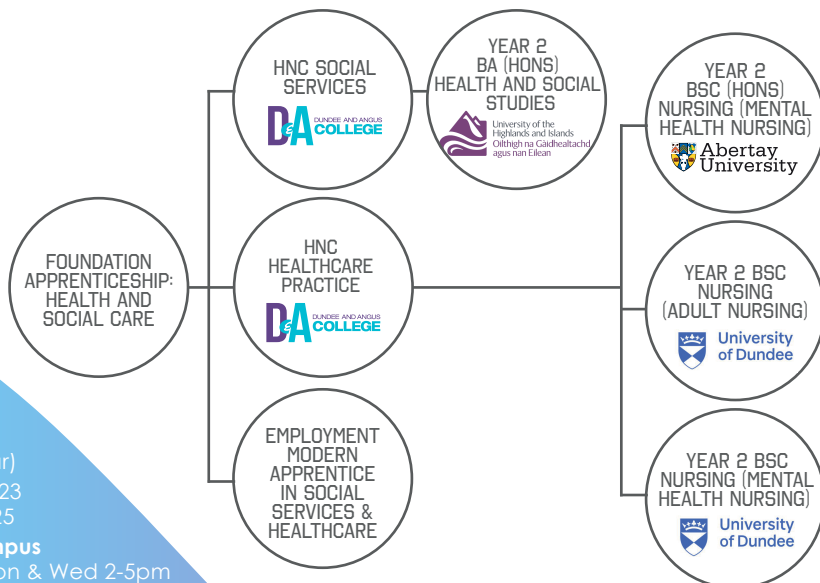 FOUNDATION
APPRENTICESHIP:
HEALTH AND
SOCIAL CARE
HNC SOCIAL
SERVICES
D&A DUNDEE AND ANGUS
COLLEGE
YEAR 2
BA (HONS)
HEALTH AND SOCIAL
STUDIES
University of the
Highlands and Islands
Oilthigh na Gàidhealtachd
agus nan Eilean
HNC
HEALTHCARE
PRACTICE
D&A DUNDEE AND ANGUS
COLLEGE
EMPLOYMENT
MODERN
APPRENTICE
IN SOCIAL
SERVICES &
HEALTHCARE
YEAR 2
BSC (HONS)
NURSING (MENTAL
HEALTH NURSING)
Abertay
University
YEAR 2 BSC
NURSING
(ADULT NURSING)
University
of Dundee
YEAR 2 BSC
NURSING (MENTAL
HEALTH NURSING)
University
of Dundee
23
25
& Wed 2-5pm